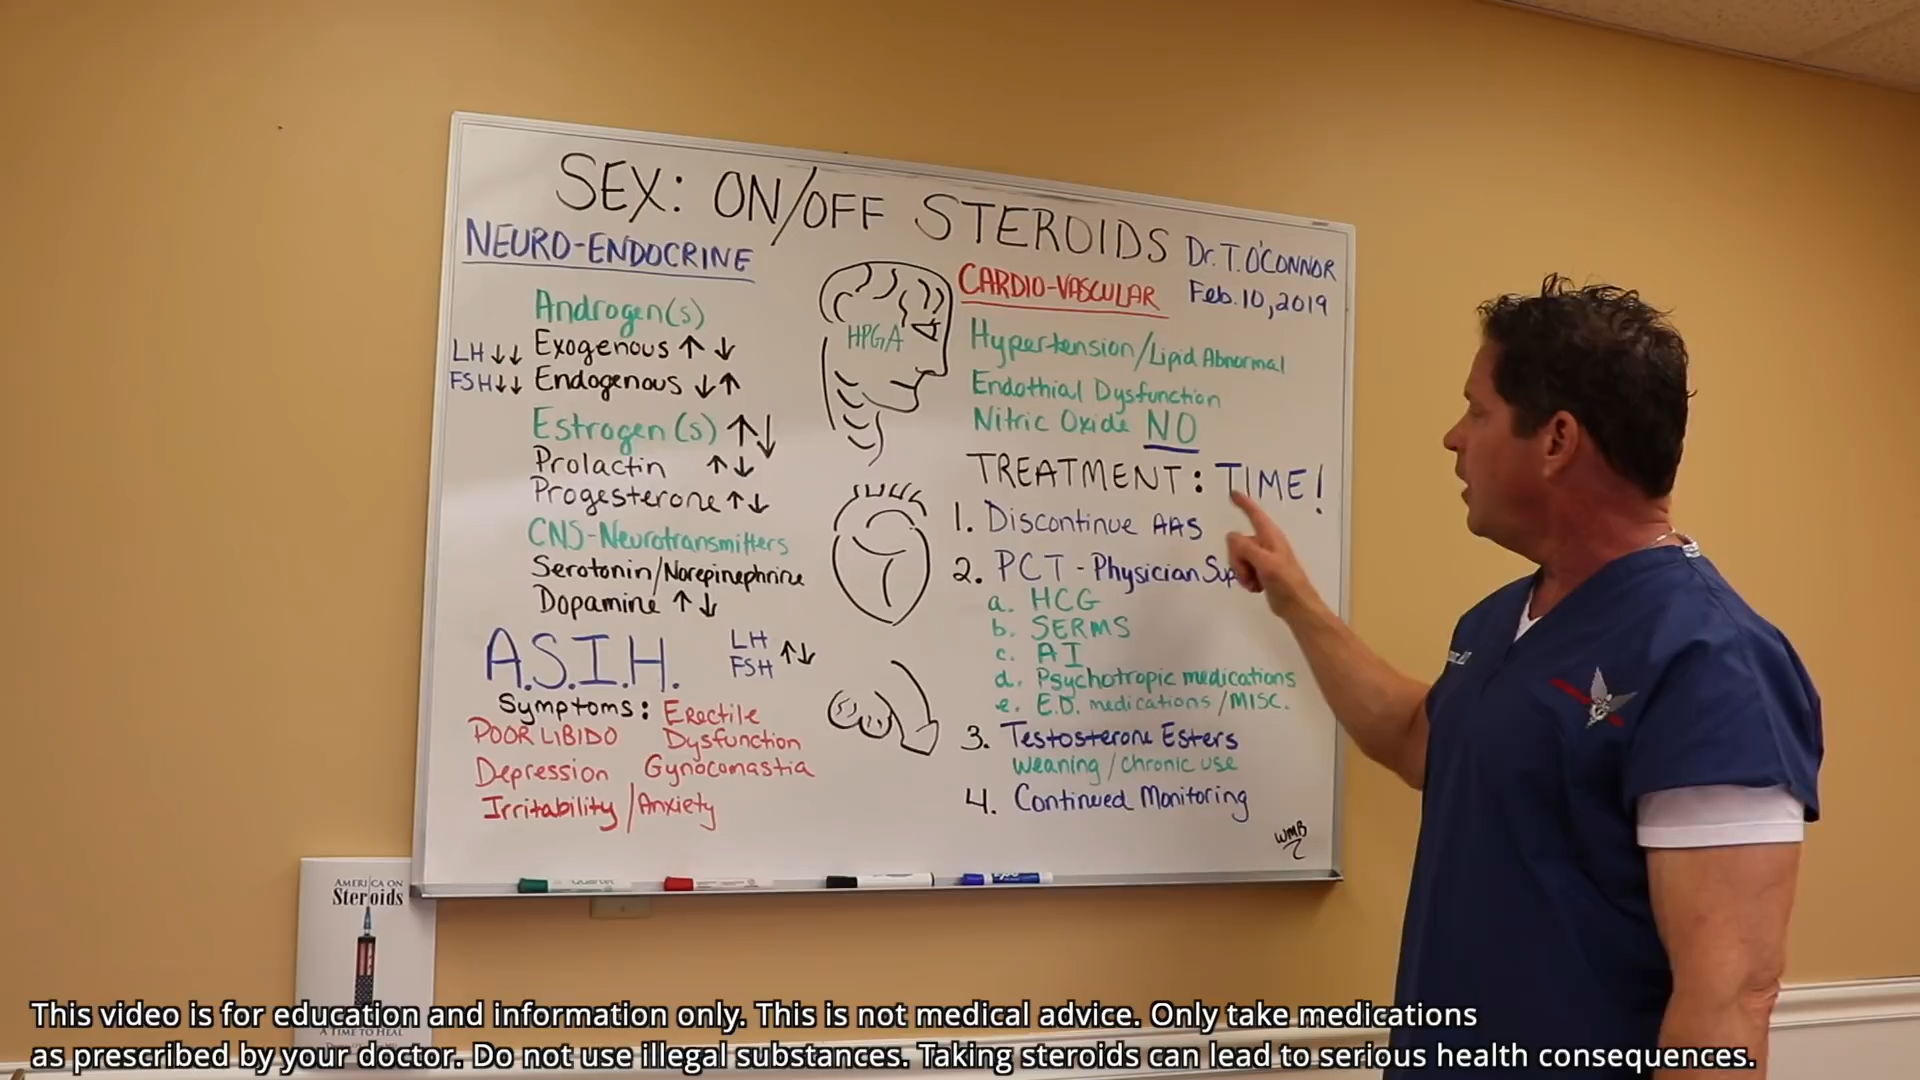 SEX: ON/OFF STEROIDS
Dr. T. O'CONNOR
Feb. 10, 2019
NEURO-ENDOCRINE
Androgen(s)
LH ↓↓ Exogenous ↑ ↓
FSH ↓↓ Endogenous ↓ ↑
Estrogen(s) ↑↓
Prolactin ↑↓
Progesterone ↑↓
CNS-Neurotransmitters
Serotonin/Norepinephrine
Dopamine ↑↓
A.S.I.H.
LH
FSH ↑↓
Symptoms: Erectile
Dysfunction
POOR LIBIDO
Depression Gynocomastia
Irritability/Anxiety
HPGA
CARDIO-VASCULAR
Hypertension/Lipid Abnormal
Endothial Dysfunction
Nitric Oxide NO
TREATMENT: TIME!
1. Discontinue AAS
2. PCT - Physician Sup
a. HCG
b. SERMS
c. AI
d. Psychotropic medications
e. E.D. medications/MISC.
3. Testosterone Esters
weaning/chronic use
4. Continued Monitoring
WMB
AMERICA ON
Steroids
A TIME TO HEAL
This video is for education and information only. This is not medical advice. Only take medications
as prescribed by your doctor. Do not use illegal substances. Taking steroids can lead to serious health consequences.